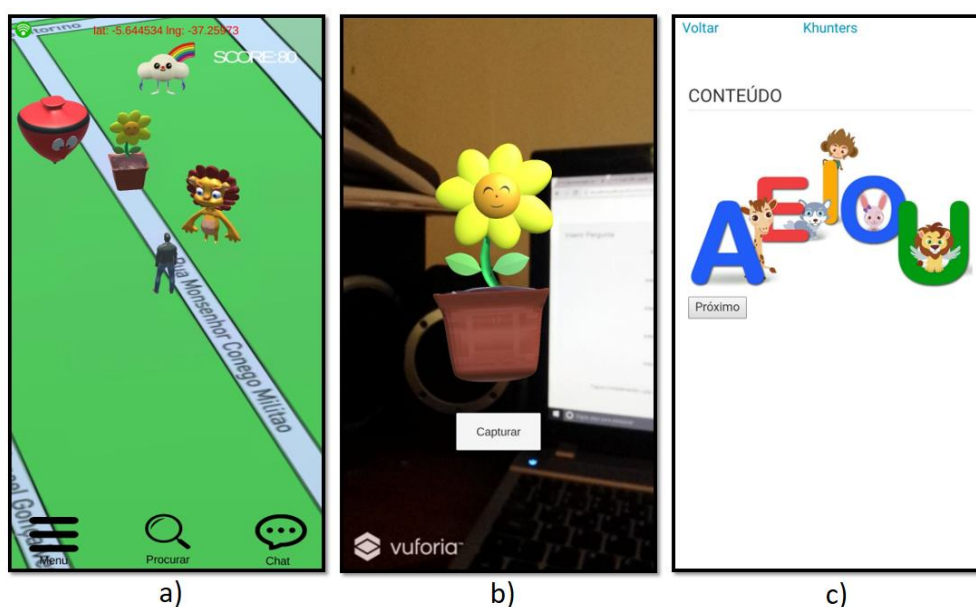 lat: -5.644534 lng: -37.25973
SCORE:80
Rua Monsenhor Conego Militao
Menu
Procurar
Chat
a)
Capturar
vuforia™
b)
Voltar
Khunters
CONTEÚDO
AEIOU
Próximo
c)